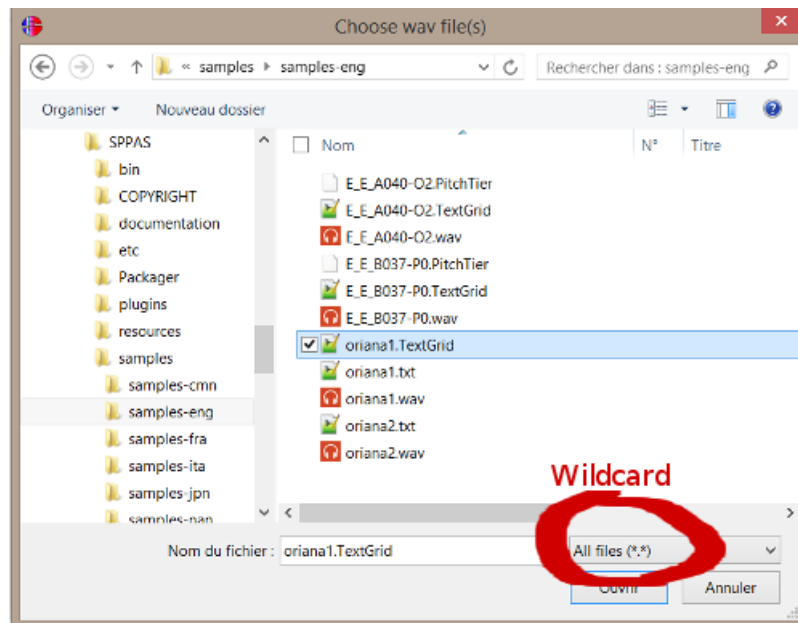 Choose wav file(s)
« samples samples-eng
Rechercher dans : samples-eng
Organiser
Nouveau dossier
SPPAS
bin
COPYRIGHT
documentation
etc
Packager
plugins
resources
samples
samples-cmn
samples-eng
samples-fra
samples-ita
samples-jpn
samples-nan
Nom N° Titre
E_E_A040-O2.PitchTier
E_E_A040-O2.TextGrid
E_E_A040-O2.wav
E_E_B037-P0.PitchTier
E_E_B037-P0.TextGrid
E_E_B037-P0.wav
oriana1.TextGrid
oriana1.txt
oriana1.wav
oriana2.txt
oriana2.wav
Wildcard
Nom du fichier : oriana1.TextGrid
All files (*.*)
Ouvrir Annuler